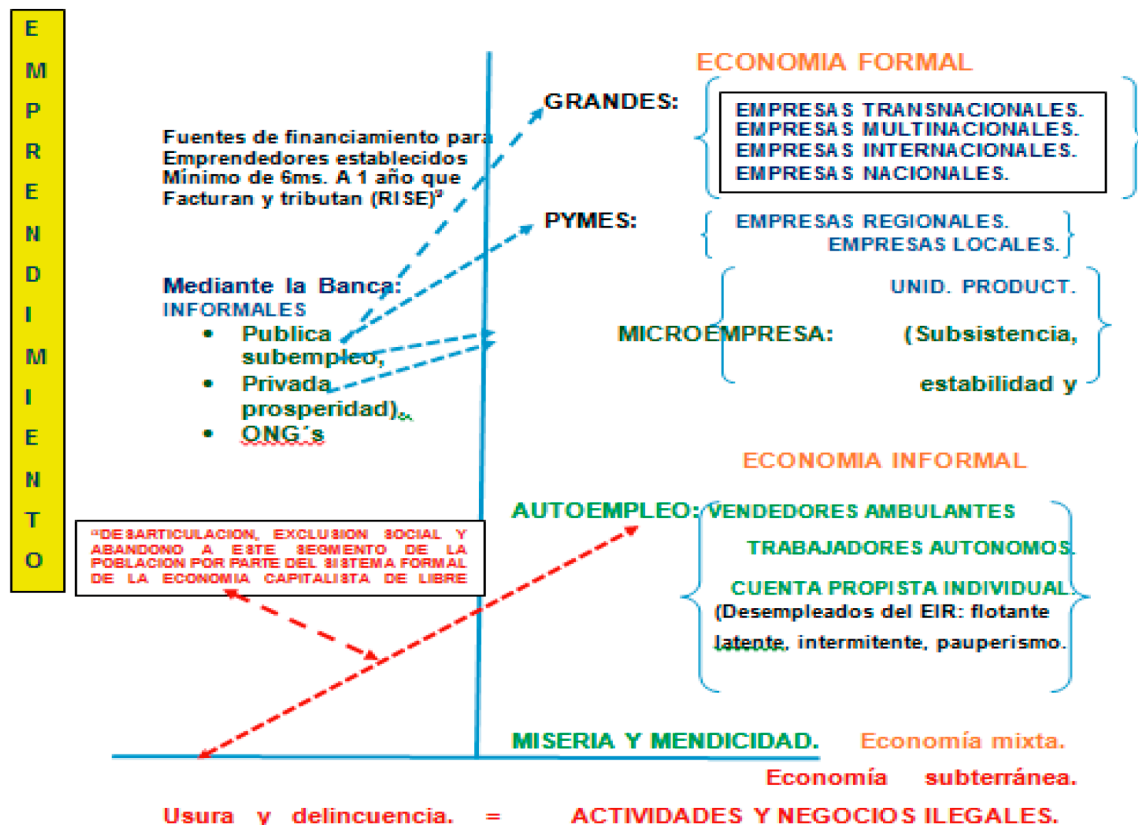 EMPRENDIMIENTO
ECONOMIA FORMAL
GRANDES:
EMPRESAS TRANSNACIONALES.
EMPRESAS MULTINACIONALES.
EMPRESAS INTERNACIONALES.
EMPRESAS NACIONALES.
Fuentes de financiamiento para
Emprendedores establecidos
Mínimo de 6ms. A 1 año que
Facturan y tributan (RISE)²
PYMES:
EMPRESAS REGIONALES.
EMPRESAS LOCALES.
Mediante la Banca:
INFORMALES
• Publica
subempleo,
• Privada
prosperidad).
• ONG´s
UNID. PRODUCT.
MICROEMPRESA: (Subsistencia,
estabilidad y
ECONOMIA INFORMAL
AUTOEMPLEO: VENDEDORES AMBULANTES
TRABAJADORES AUTONOMOS.
CUENTA PROPISTA INDIVIDUAL.
(Desempleados del EIR: flotante
latente, intermitente, pauperismo.
“DESARTICULACION, EXCLUSION SOCIAL Y
ABANDONO A ESTE SEGMENTO DE LA
POBLACION POR PARTE DEL SISTEMA FORMAL
DE LA ECONOMIA CAPITALISTA DE LIBRE
MISERIA Y MENDICIDAD. Economía mixta.
Economía subterránea.
Usura y delincuencia. = ACTIVIDADES Y NEGOCIOS ILEGALES.